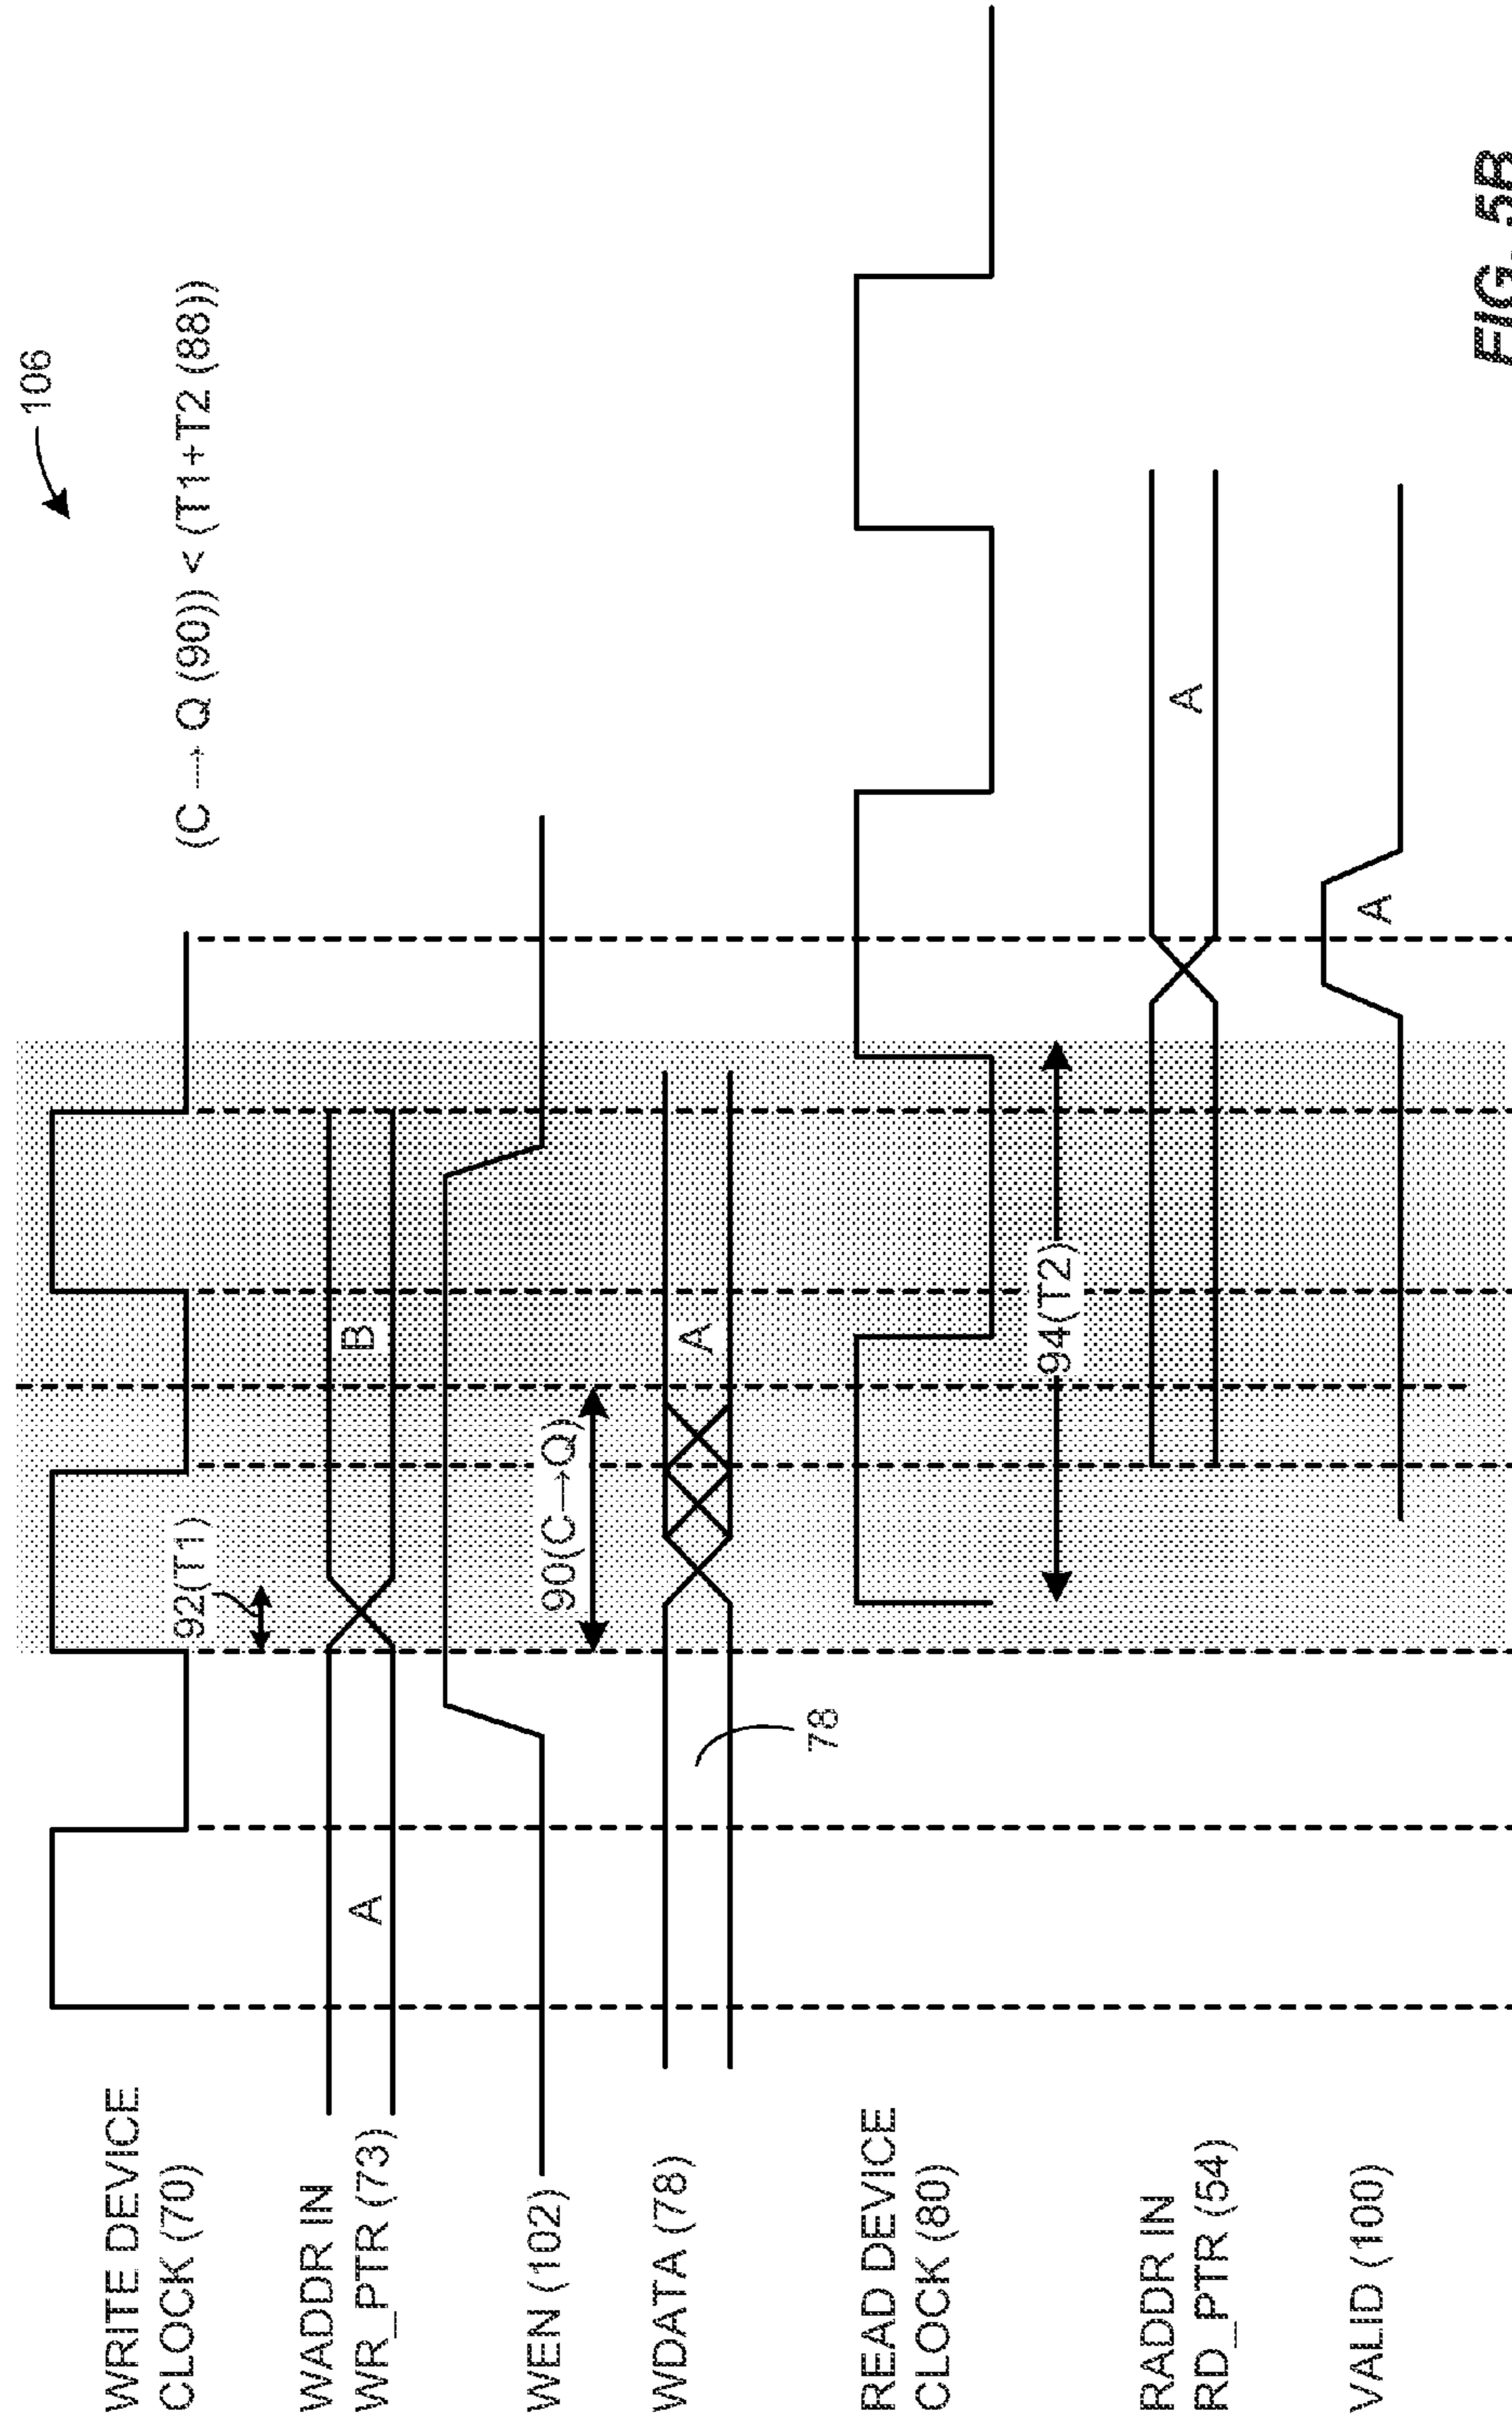 106
(C → Q (90)) < (T1+T2 (88))
WRITE DEVICE
CLOCK (70)
92(T1)
WADDR IN
WR_PTR (73)
A
B
WEN (102)
90(C→Q)
WDATA (78)
A
78
READ DEVICE
CLOCK (80)
94(T2)
RADDR IN
RD_PTR (54)
A
VALID (100)
A
FIG. 5B